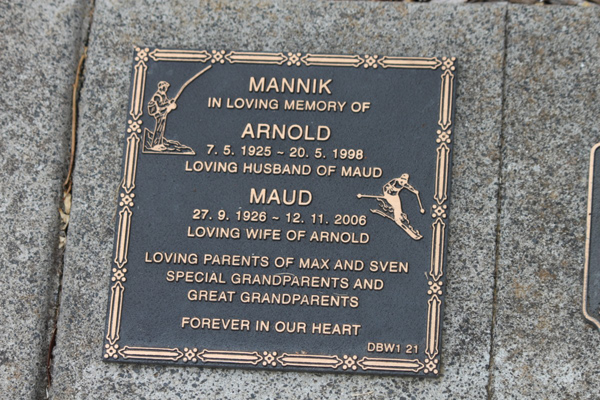 MANNIK
IN LOVING MEMORY OF
ARNOLD
7. 5. 1925 ~ 20. 5. 1998
LOVING HUSBAND OF MAUD
MAUD
27. 9. 1926 ~ 12. 11. 2006
LOVING WIFE OF ARNOLD
LOVING PARENTS OF MAX AND SVEN
SPECIAL GRANDPARENTS AND
GREAT GRANDPARENTS
FOREVER IN OUR HEART
DBW1 21